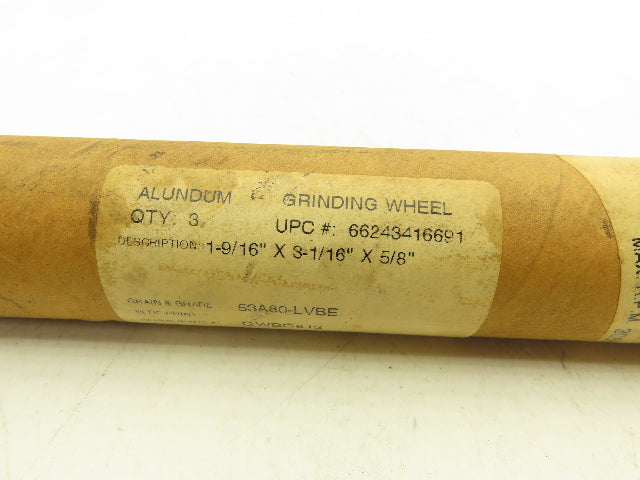 ALUNDUM GRINDING WHEEL
QTY: 3 UPC #: 66243416691
DESCRIPTION: 1-9/16" X 3-1/16" X 5/8"
GRAIN & GRADE 53A80-LVBE
MAX. R.P.M.